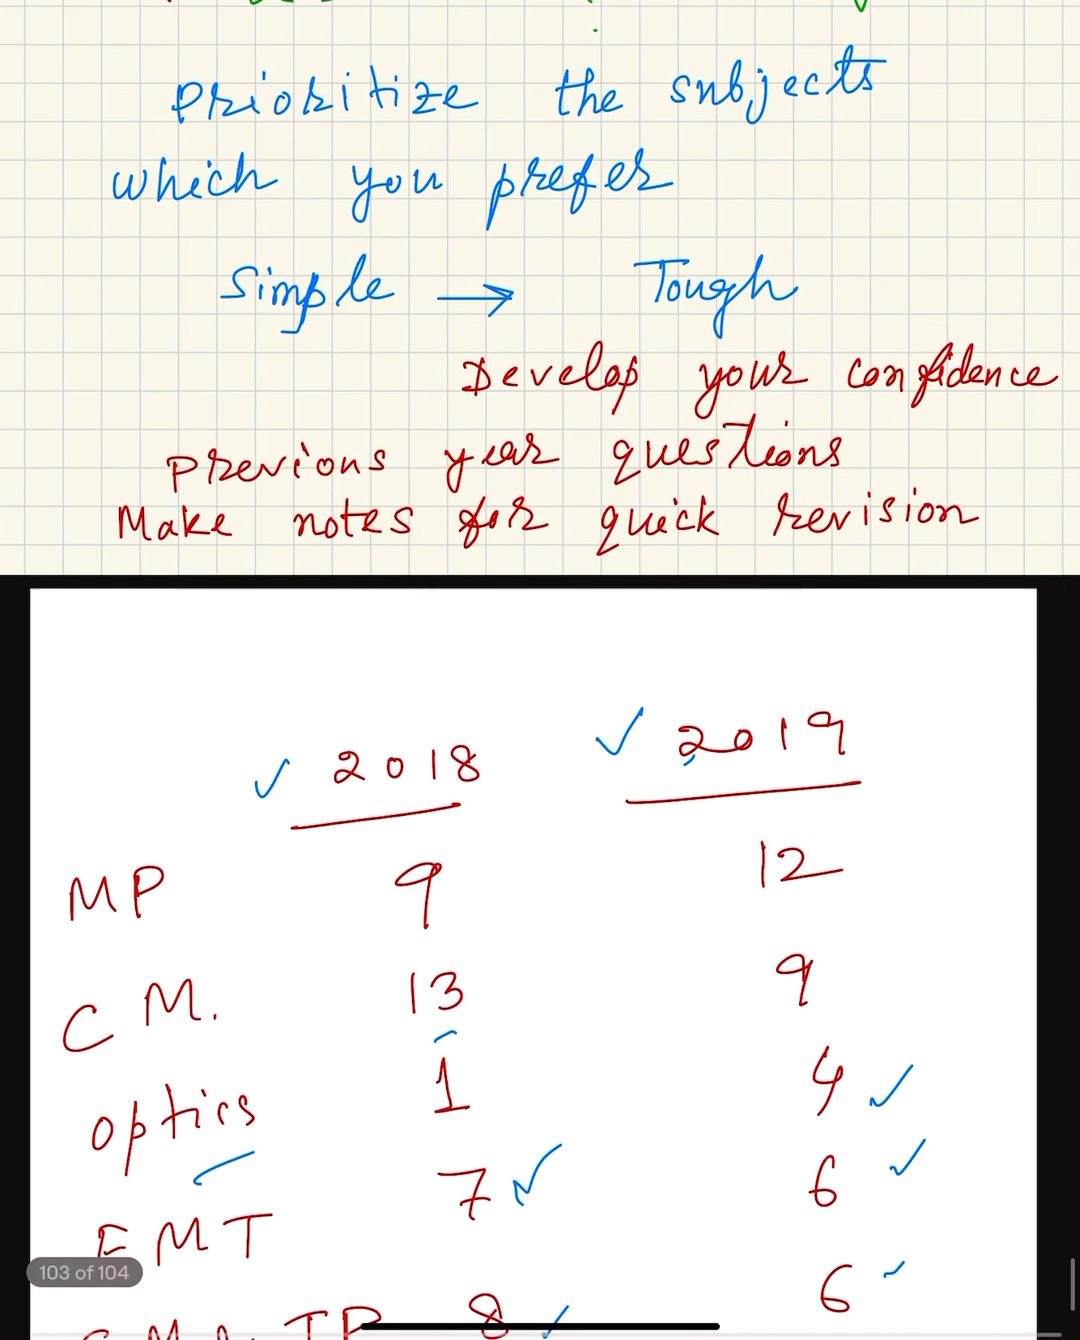 Prioritize the subjects
which you prefer
Simple → Tough
Develop your confidence
Previous year questions
Make notes for quick revision
✓ 2018 ✓ 2019
MP 9 12
C M. 13 9
optics 1 4 ✓
EMT 7 ✓ 6 ✓
103 of 104
8 ✓ 6 ✓